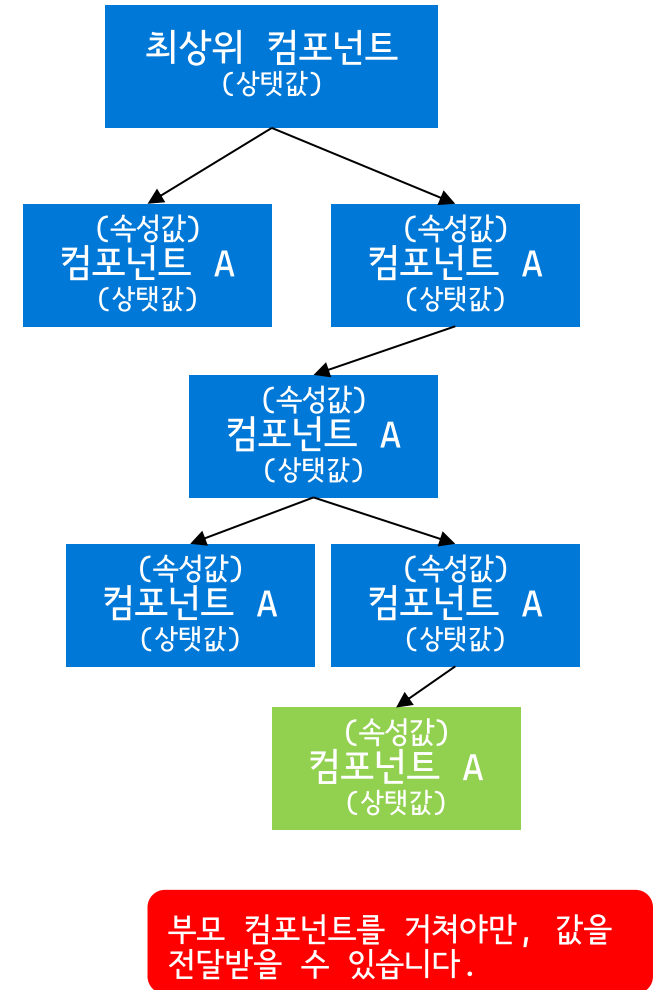 최상위 컴포넌트
(상탯값)
(속성값)
컴포넌트 A
(상탯값)
(속성값)
컴포넌트 A
(상탯값)
(속성값)
컴포넌트 A
(상탯값)
(속성값)
컴포넌트 A
(상탯값)
(속성값)
컴포넌트 A
(상탯값)
(속성값)
컴포넌트 A
(상탯값)
부모 컴포넌트를 거쳐야만, 값을
전달받을 수 있습니다.